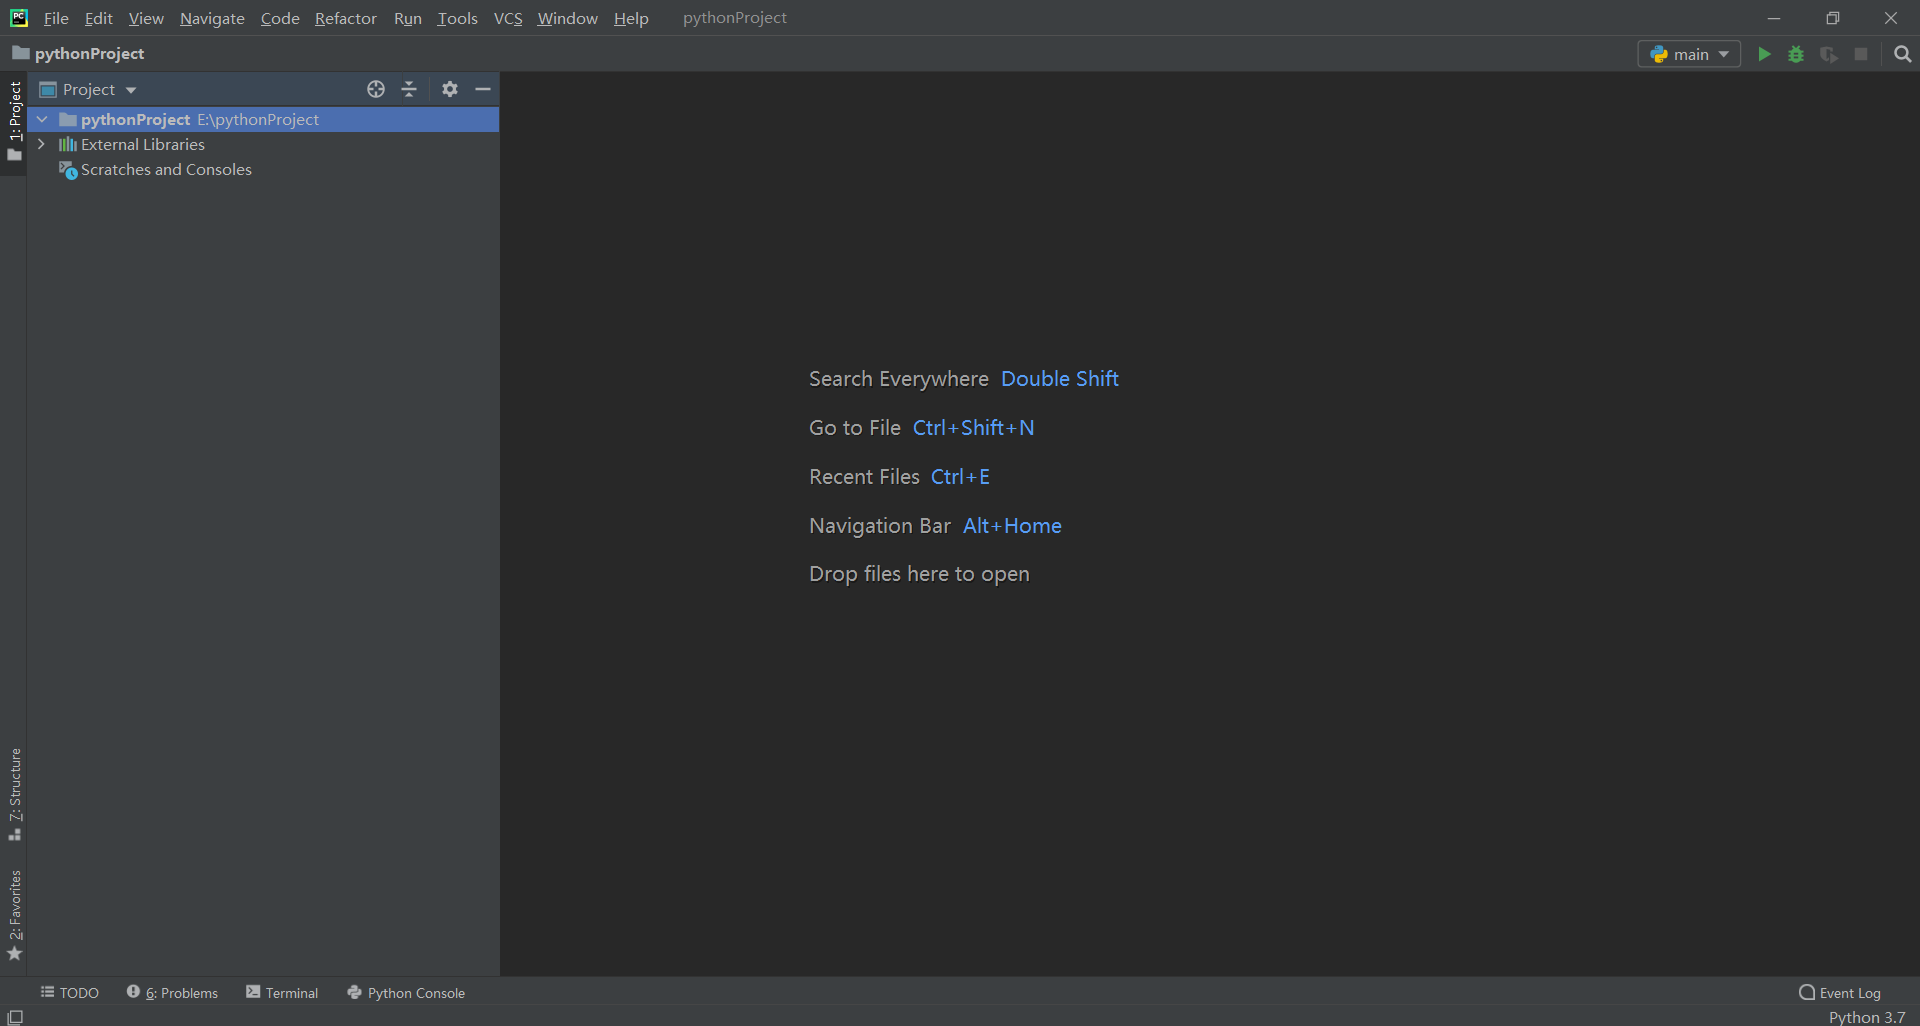 PC File Edit View Navigate Code Refactor Run Tools VCS Window Help pythonProject
pythonProject main
1: Project
Project
pythonProject E:\pythonProject
External Libraries
Scratches and Consoles
Search Everywhere Double Shift
Go to File Ctrl+Shift+N
Recent Files Ctrl+E
Navigation Bar Alt+Home
Drop files here to open
7: Structure
2: Favorites
TODO 6: Problems Terminal Python Console Event Log
Python 3.7